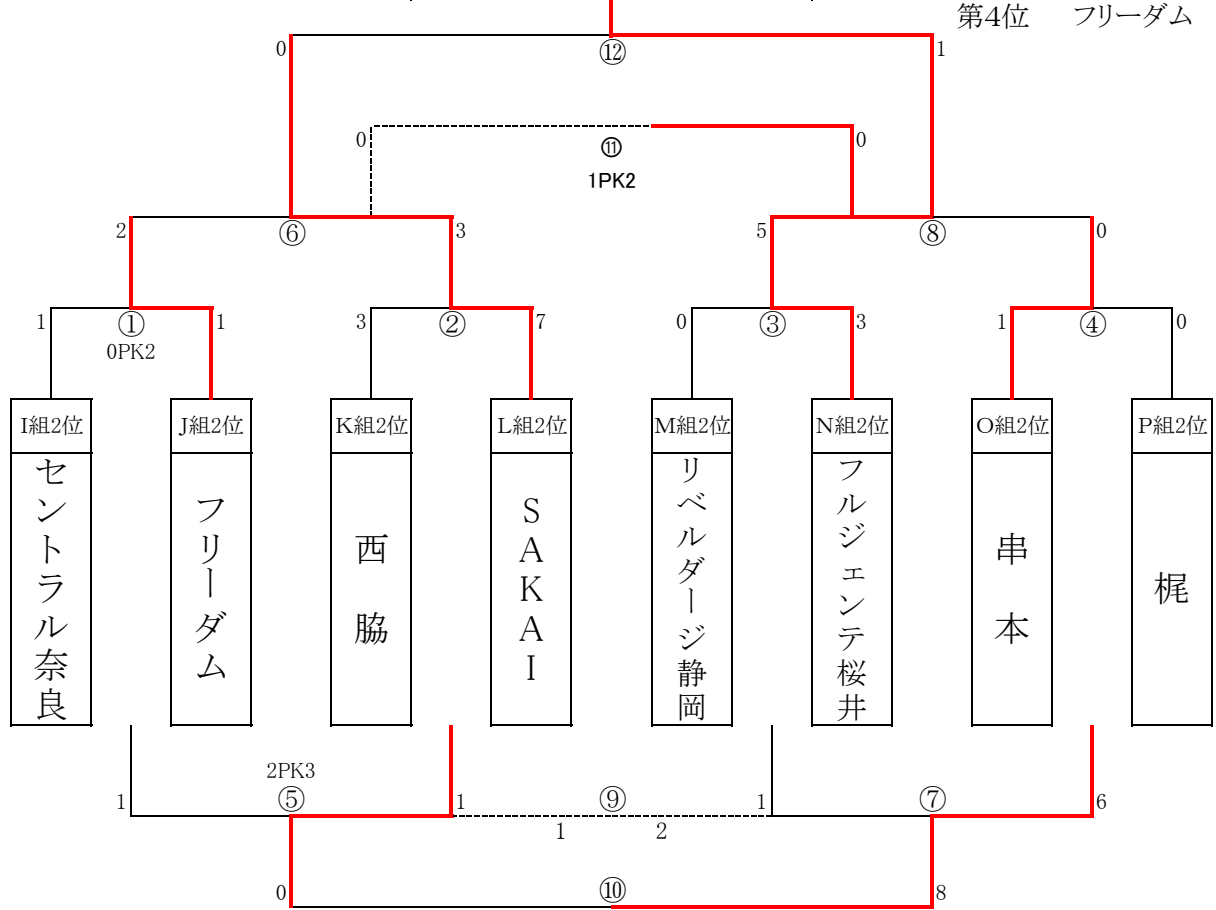 第4位 フリーダム
0 ⑫ 1
0 ⑪ 0
1PK2
2 ⑥ 3 5 ⑧ 0
1 ① 1 3 ② 7 0 ③ 3 1 ④ 0
0PK2
I組2位 J組2位 K組2位 L組2位 M組2位 N組2位 O組2位 P組2位
セントラル奈良
フリーダム
西脇
SAKAI
リベルダージ静岡
フルジェンテ桜井
串本
梶
2PK3
1 ⑤ 1 ⑨ 1 ⑦ 6
1 2
0 ⑩ 8